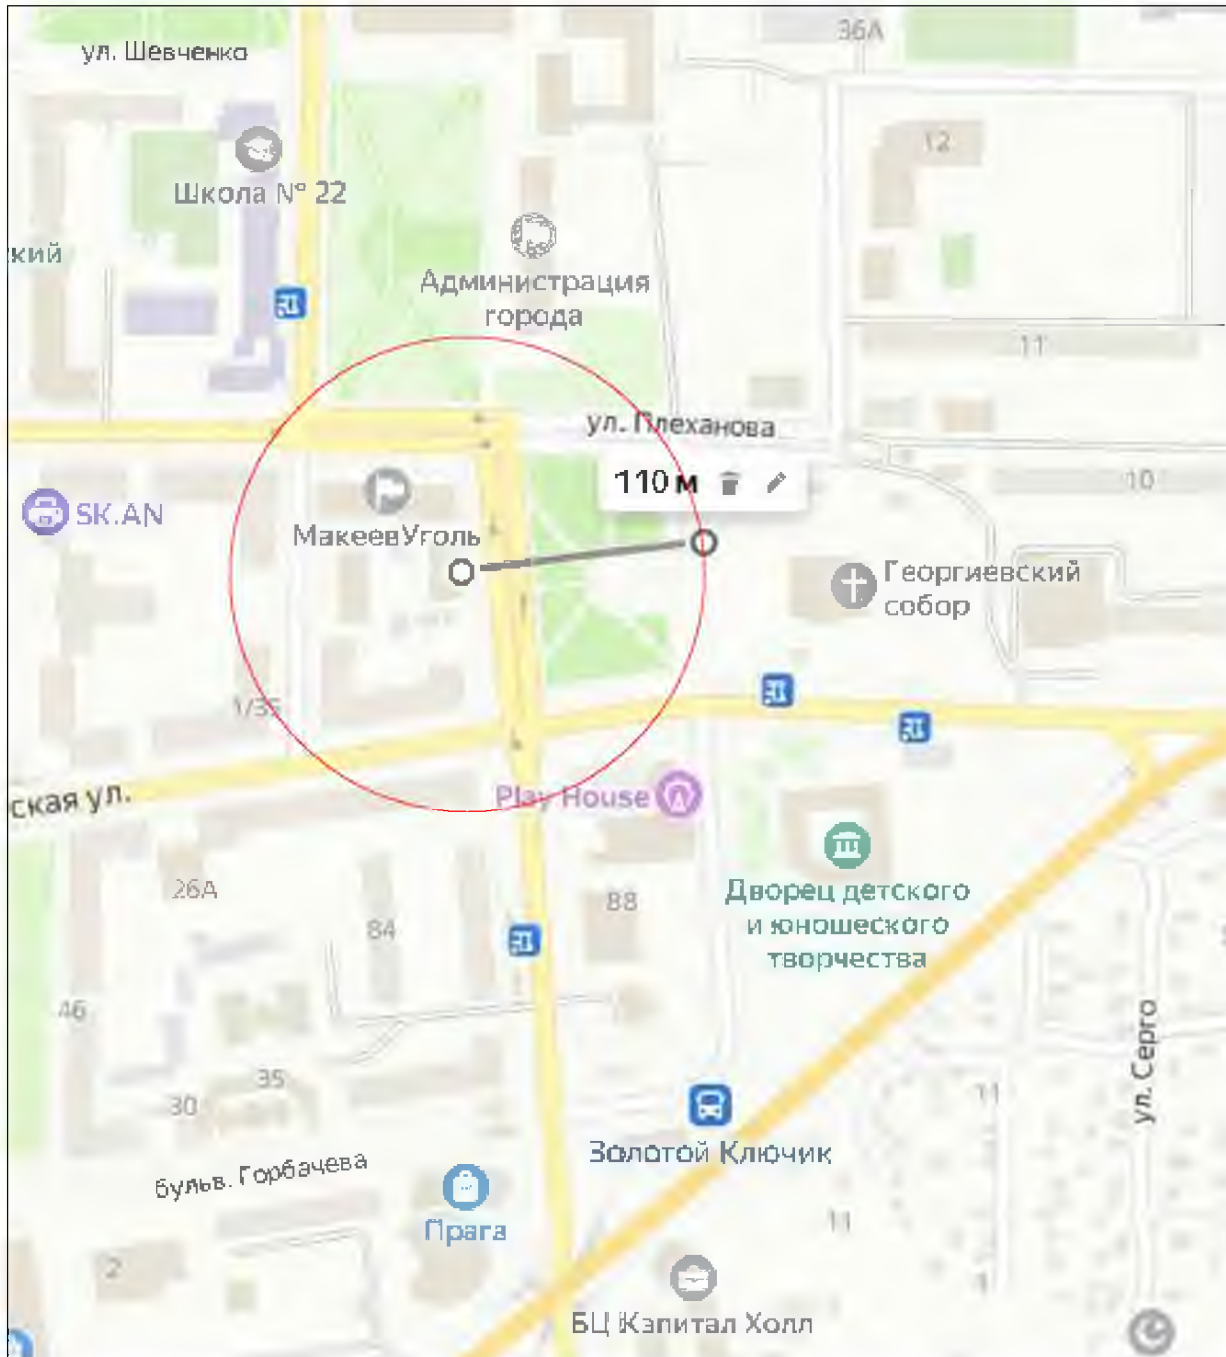 36А
ул. Шевченко
12
Школа № 22
кий
Администрация
города
11
ул. Плеханова
110 м
10
SK.AN
МакеевУголь
Георгиевский
собор
1/35
ская ул.
Play House
26А
88
Дворец детского
и юношеского
творчества
84
46
ул. Серго
35
30
11
Золотой Ключик
бульв. Горбачева
Прага
11
2
1
БЦ Капитал Холл